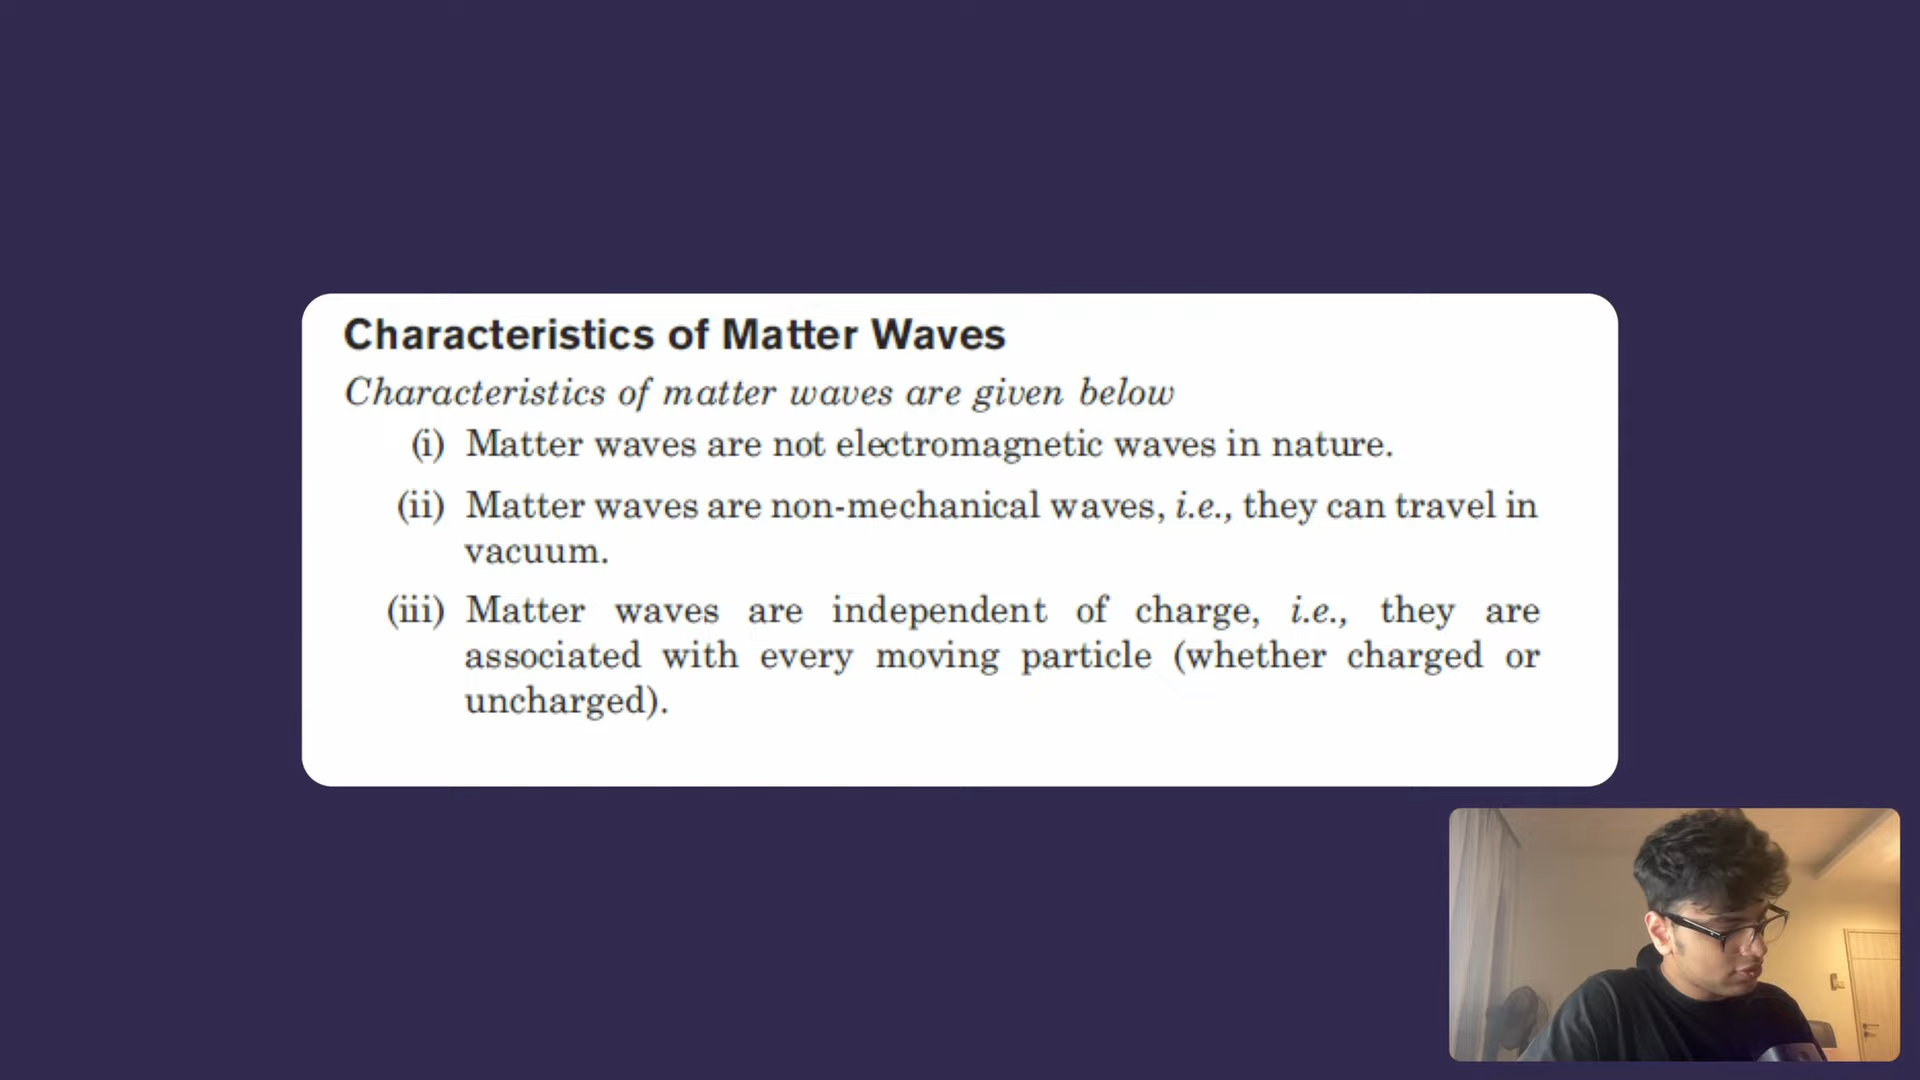 Characteristics of Matter Waves
Characteristics of matter waves are given below
(i) Matter waves are not electromagnetic waves in nature.
(ii) Matter waves are non-mechanical waves, i.e., they can travel in
vacuum.
(iii) Matter waves are independent of charge, i.e., they are
associated with every moving particle (whether charged or
uncharged).